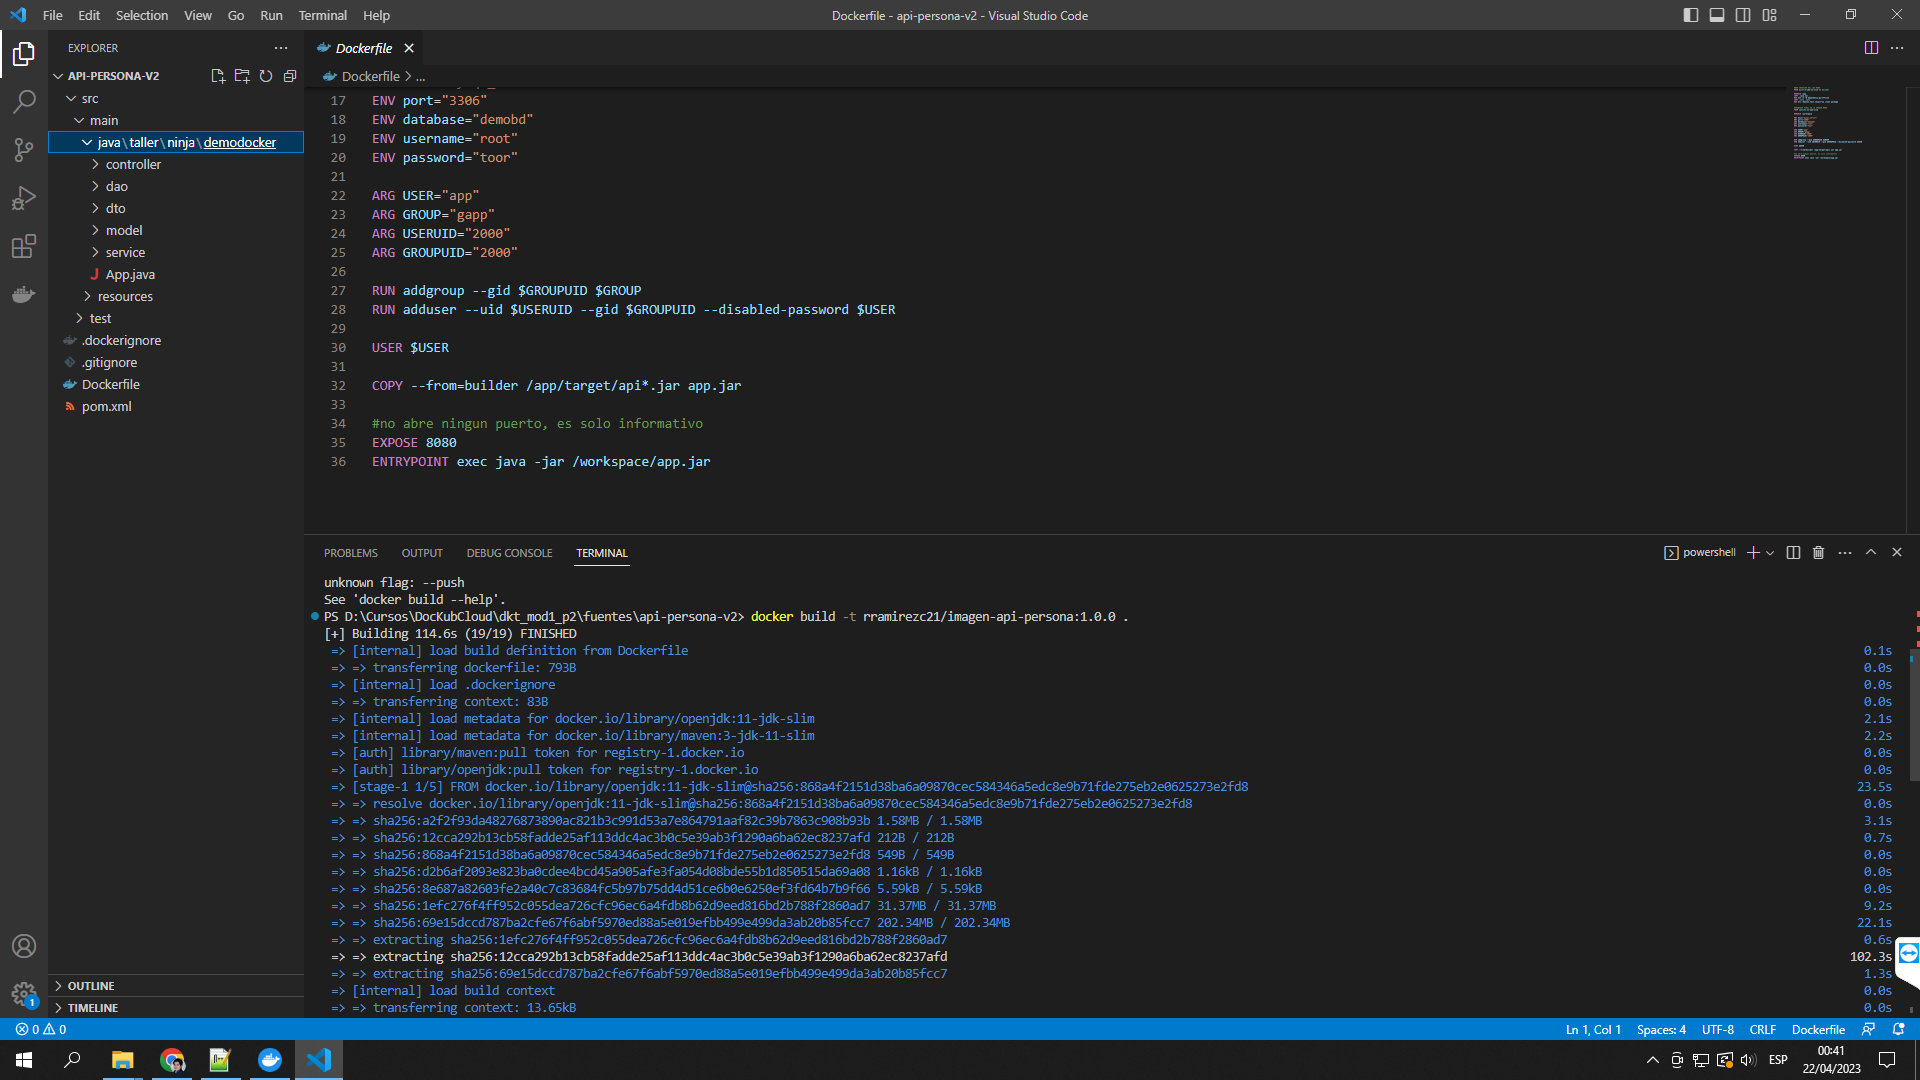 File Edit Selection View Go Run Terminal Help
Dockerfile - api-persona-v2 - Visual Studio Code
EXPLORER
API-PERSONA-V2
src
main
java\taller\ninja\demodocker
controller
dao
dto
model
service
J App.java
resources
test
.dockerignore
.gitignore
Dockerfile
pom.xml
OUTLINE
TIMELINE
Dockerfile
Dockerfile > ...
17 ENV port="3306"
18 ENV database="demobd"
19 ENV username="root"
20 ENV password="toor"
21
22 ARG USER="app"
23 ARG GROUP="gapp"
24 ARG USERUID="2000"
25 ARG GROUPUID="2000"
26
27 RUN addgroup --gid $GROUPUID $GROUP
28 RUN adduser --uid $USERUID --gid $GROUPUID --disabled-password $USER
29
30 USER $USER
31
32 COPY --from=builder /app/target/api*.jar app.jar
33
34 #no abre ningun puerto, es solo informativo
35 EXPOSE 8080
36 ENTRYPOINT exec java -jar /workspace/app.jar
PROBLEMS OUTPUT DEBUG CONSOLE TERMINAL
powershell
unknown flag: --push
See 'docker build --help'.
PS D:\Cursos\DocKubCloud\dkt_mod1_p2\fuentes\api-persona-v2> docker build -t rramirezc21/imagen-api-persona:1.0.0 .
[+] Building 114.6s (19/19) FINISHED
=> [internal] load build definition from Dockerfile 0.1s
=> => transferring dockerfile: 793B 0.0s
=> [internal] load .dockerignore 0.0s
=> => transferring context: 83B 0.0s
=> [internal] load metadata for docker.io/library/openjdk:11-jdk-slim 2.1s
=> [internal] load metadata for docker.io/library/maven:3-jdk-11-slim 2.2s
=> [auth] library/maven:pull token for registry-1.docker.io 0.0s
=> [auth] library/openjdk:pull token for registry-1.docker.io 0.0s
=> [stage-1 1/5] FROM docker.io/library/openjdk:11-jdk-slim@sha256:868a4f2151d38ba6a09870cec584346a5edc8e9b71fde275eb2e0625273e2fd8 23.5s
=> => resolve docker.io/library/openjdk:11-jdk-slim@sha256:868a4f2151d38ba6a09870cec584346a5edc8e9b71fde275eb2e0625273e2fd8 0.0s
=> => sha256:a2f2f93da48276873890ac821b3c991d53a7e864791aaf82c39b7863c908b93b 1.58MB / 1.58MB 3.1s
=> => sha256:12cca292b13cb58fadde25af113ddc4ac3b0c5e39ab3f1290a6ba62ec8237afd 212B / 212B 0.7s
=> => sha256:868a4f2151d38ba6a09870cec584346a5edc8e9b71fde275eb2e0625273e2fd8 549B / 549B 0.0s
=> => sha256:d2b6af2093e823ba0cdee4bcd45a905afe3fa054d08bde55b1d850515da69a08 1.16kB / 1.16kB 0.0s
=> => sha256:8e687a82603fe2a40c7c83684fc5b97b75dd4d51ce6b0e6250ef3fd64b7b9f66 5.59kB / 5.59kB 0.0s
=> => sha256:1efc276f4ff952c055dea726cfc96ec6a4fdb8b62d9eed816bd2b788f2860ad7 31.37MB / 31.37MB 9.2s
=> => sha256:69e15dccd787ba2cfe67f6abf5970ed88a5e019efbb499e499da3ab20b85fcc7 202.34MB / 202.34MB 22.1s
=> => extracting sha256:1efc276f4ff952c055dea726cfc96ec6a4fdb8b62d9eed816bd2b788f2860ad7 0.6s
=> => extracting sha256:12cca292b13cb58fadde25af113ddc4ac3b0c5e39ab3f1290a6ba62ec8237afd 102.3s
=> => extracting sha256:69e15dccd787ba2cfe67f6abf5970ed88a5e019efbb499e499da3ab20b85fcc7 1.3s
=> [internal] load build context 0.0s
=> => transferring context: 13.65kB 0.0s
1
0 0
Ln 1, Col 1 Spaces: 4 UTF-8 CRLF Dockerfile
ESP
00:41
22/04/2023